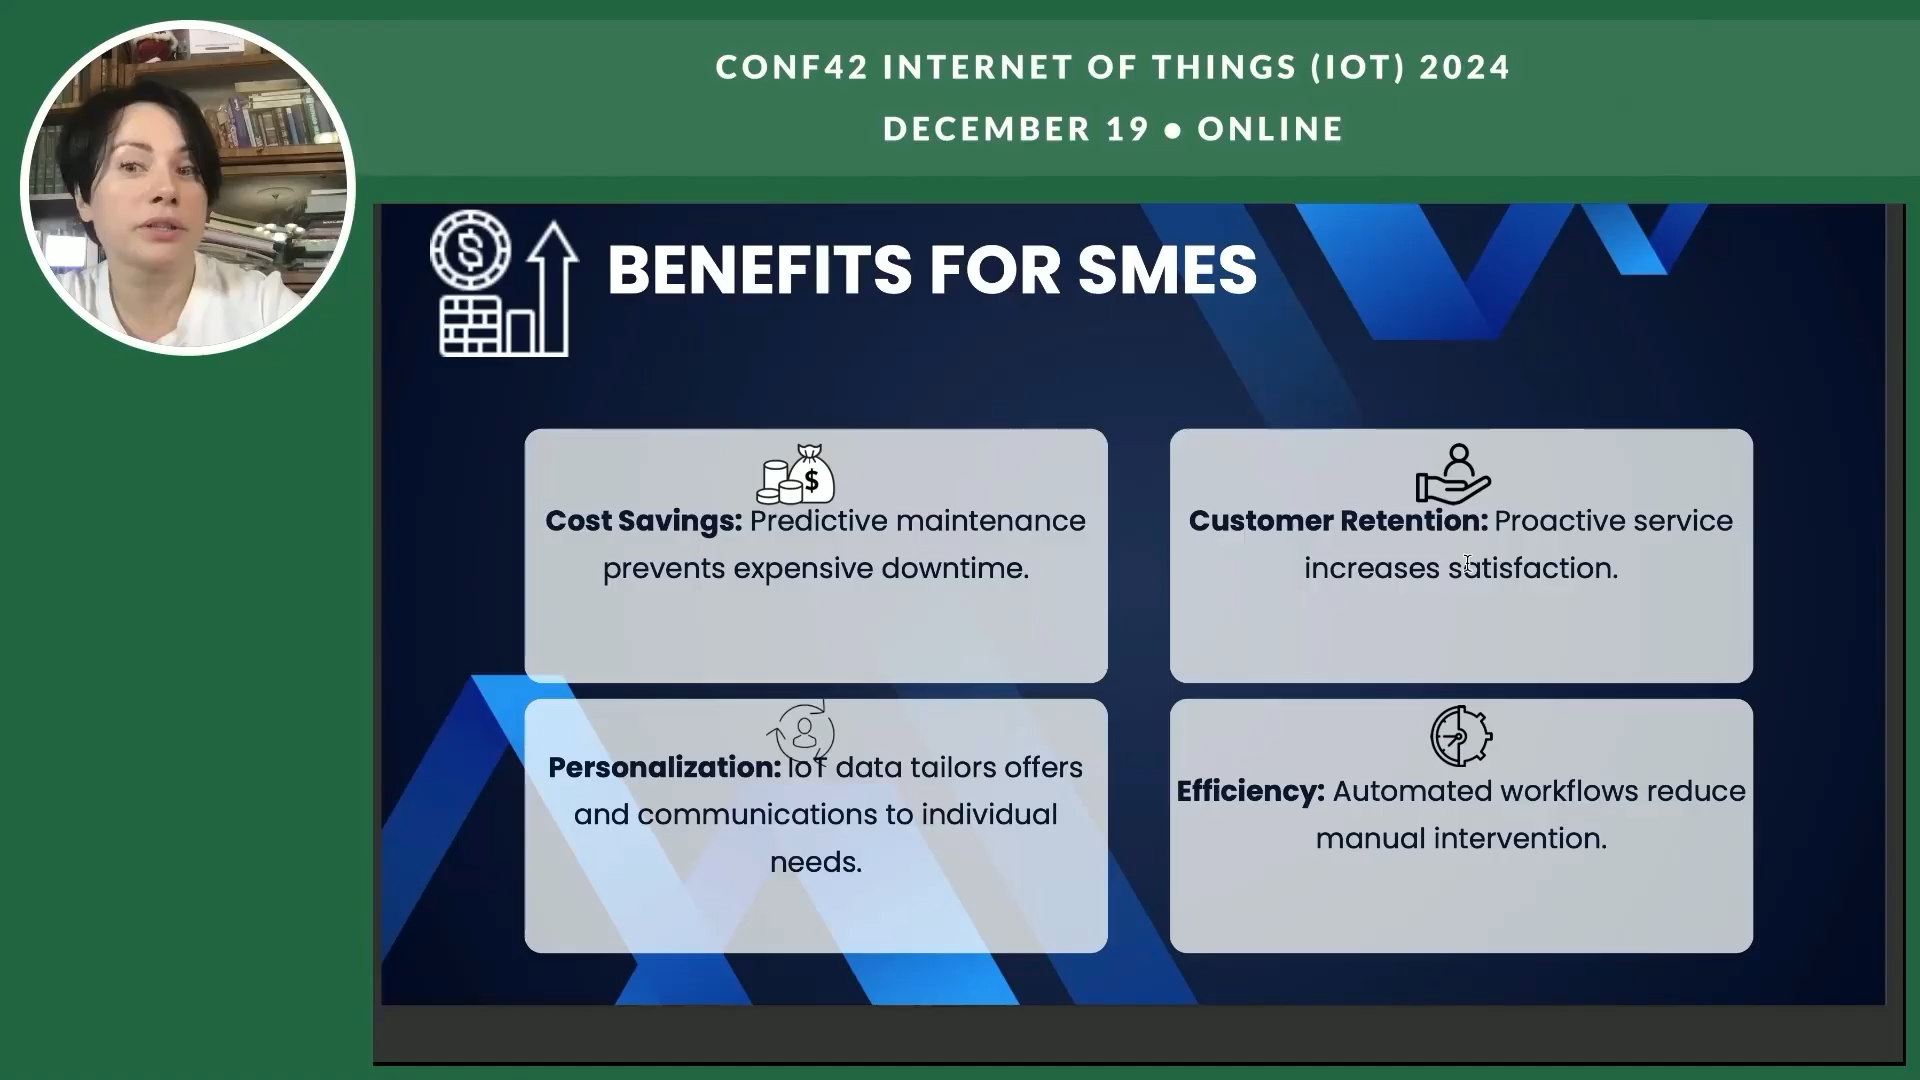 CONF42 INTERNET OF THINGS (IOT) 2024
DECEMBER 19 ● ONLINE
BENEFITS FOR SMES
Cost Savings: Predictive maintenance
prevents expensive downtime.
Customer Retention: Proactive service
increases satisfaction.
Personalization: IoT data tailors offers
and communications to individual
needs.
Efficiency: Automated workflows reduce
manual intervention.